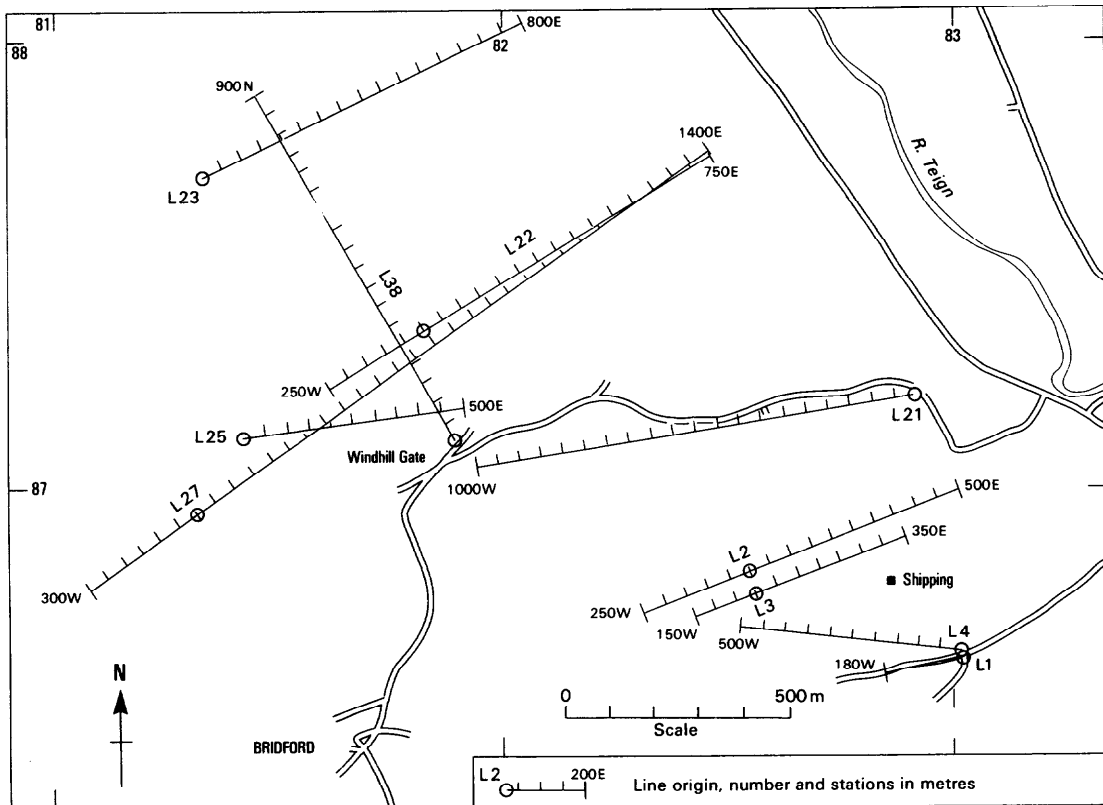 81
82
83
88
800E
900N
L23
1400E
750E
R. Teign
L22
L38
250W
500E
L25
L21
Windhill Gate
1000W
87
L27
500E
350E
L2
Shipping
300W
250W
L3
150W
500W
L4
180W
L1
N
0 500 m
Scale
BRIDFORD
L2 200E Line origin, number and stations in metres